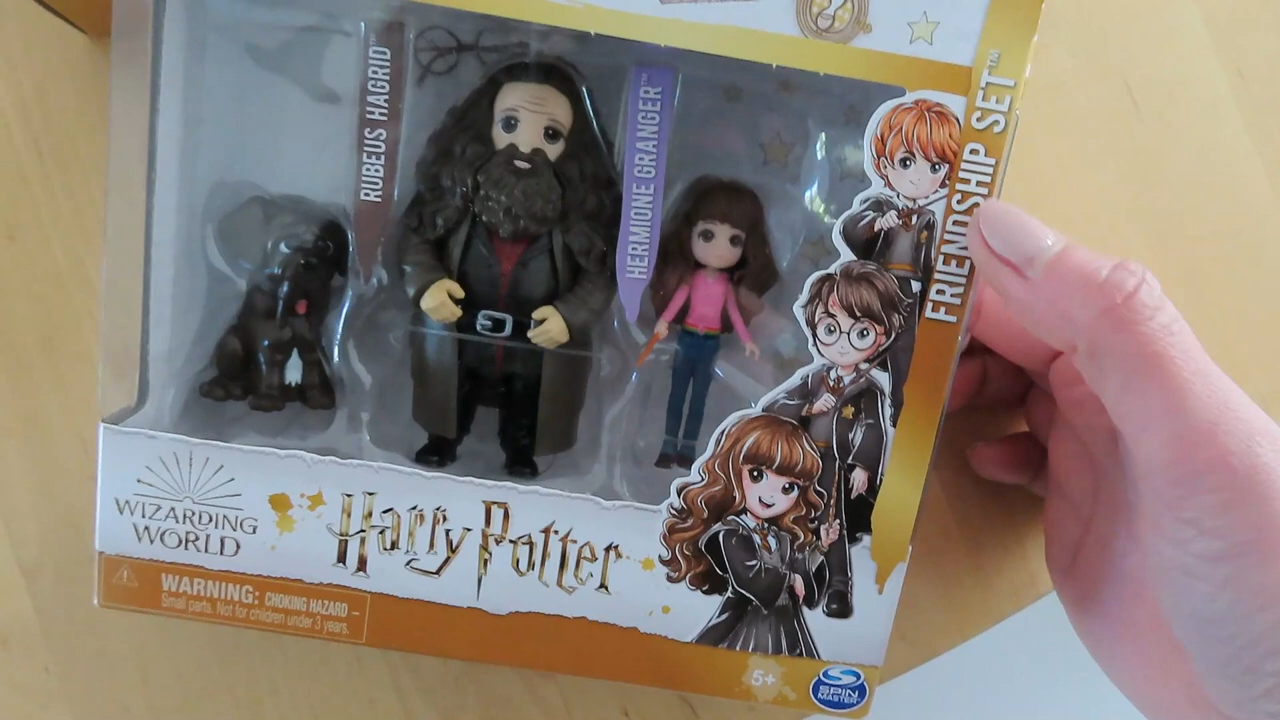 RUBEUS HAGRID™
HERMIONE GRANGER™
FRIENDSHIP SET™
WIZARDING
WORLD
Harry Potter
WARNING: CHOKING HAZARD –
Small parts. Not for children under 3 years.
5+
SPIN
MASTER™